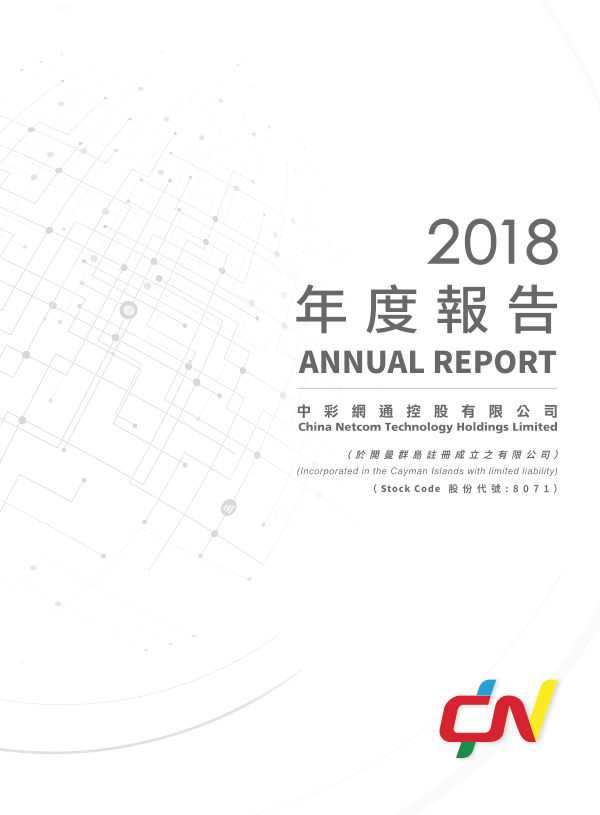 2018
年度報告
ANNUAL REPORT
中彩網通控股有限公司
China Netcom Technology Holdings Limited
（於開曼群島註冊成立之有限公司）
(Incorporated in the Cayman Islands with limited liability)
（Stock Code 股份代號:8071）
CN